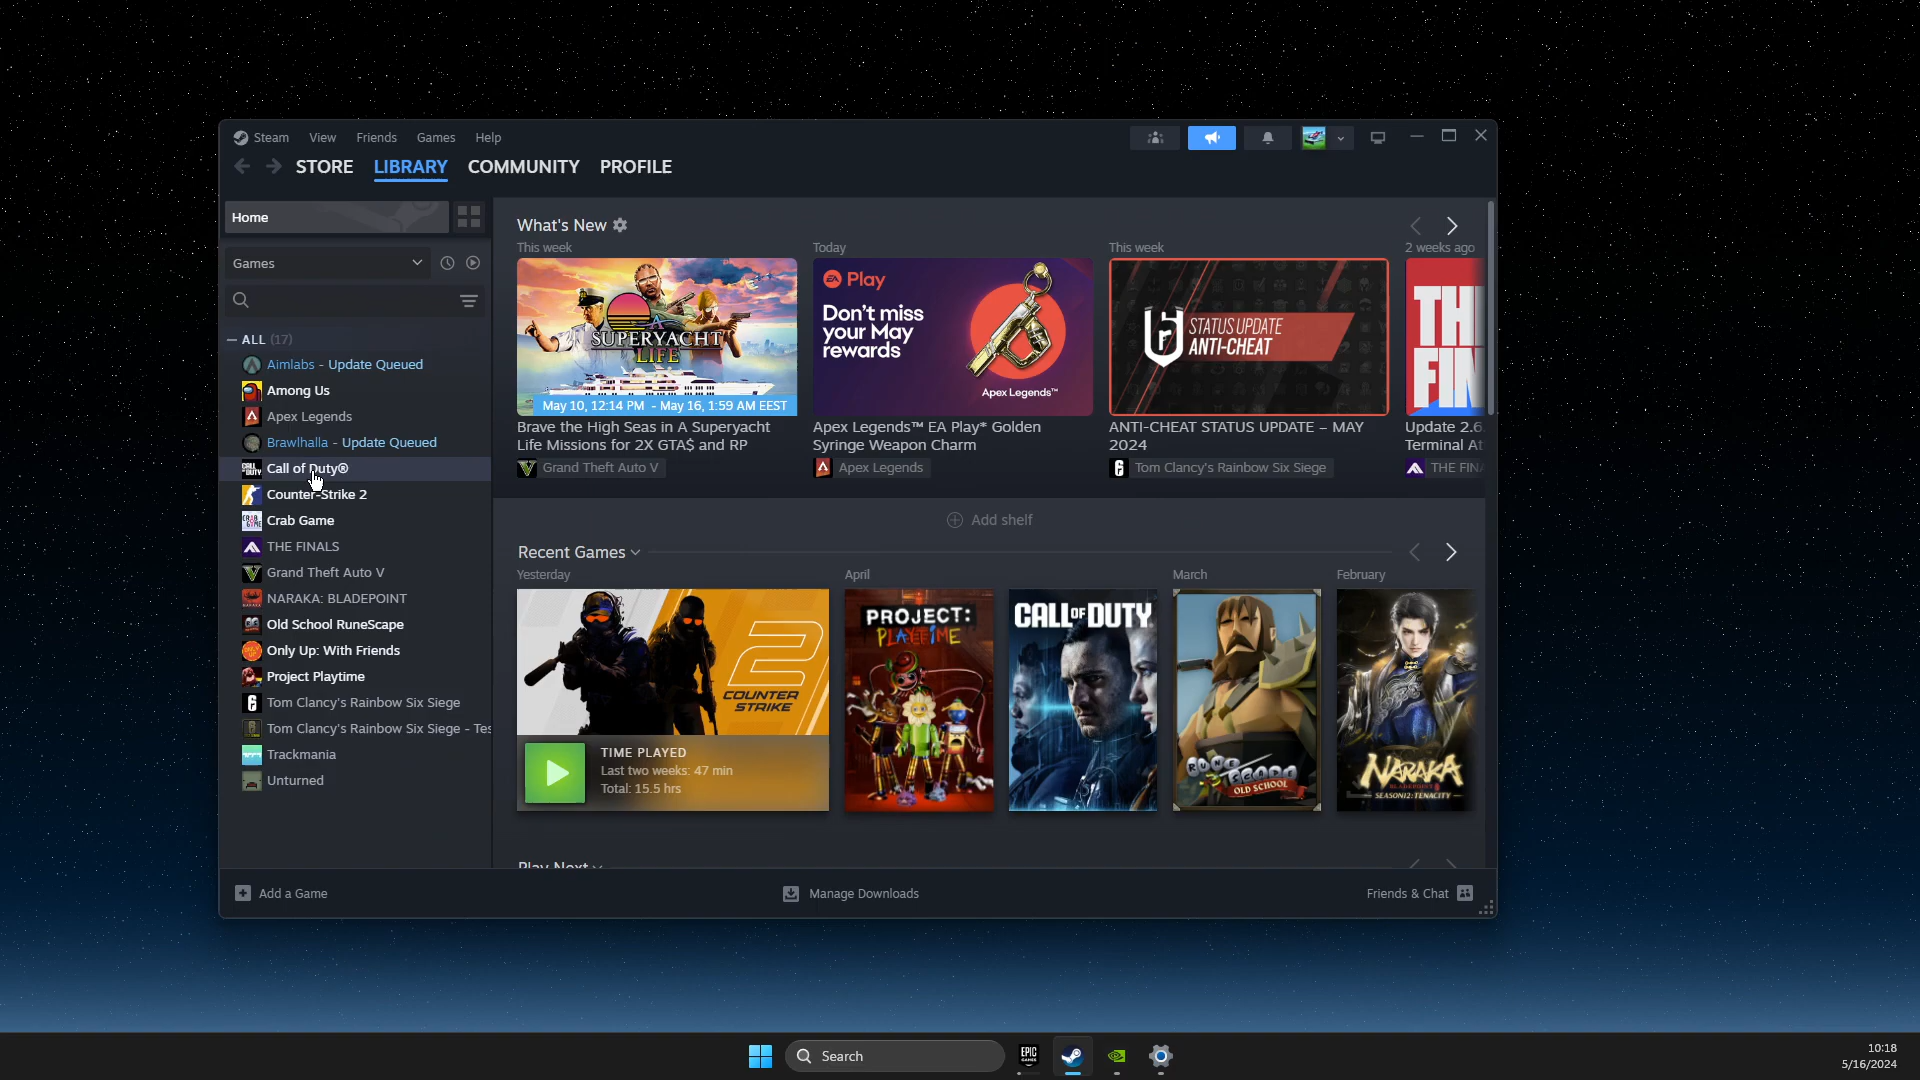 Steam View Friends Games Help
STORE LIBRARY COMMUNITY PROFILE
Home
Games
ALL (17)
Aimlabs - Update Queued
Among Us
Apex Legends
Brawlhalla - Update Queued
Call of Duty®
Counter-Strike 2
Crab Game
THE FINALS
Grand Theft Auto V
NARAKA: BLADEPOINT
Old School RuneScape
Only Up: With Friends
Project Playtime
Tom Clancy's Rainbow Six Siege
Tom Clancy's Rainbow Six Siege - Tes
Trackmania
Unturned
What's New
This week
A
SUPERYACHT
LIFE
May 10, 12:14 PM - May 16, 1:59 AM EEST
Brave the High Seas in A Superyacht
Life Missions for 2X GTA$ and RP
Grand Theft Auto V
Today
EA Play
Don't miss
your May
rewards
Apex Legends™
Apex Legends™ EA Play* Golden
Syringe Weapon Charm
Apex Legends
This week
STATUS UPDATE
ANTI-CHEAT
ANTI-CHEAT STATUS UPDATE – MAY
2024
Tom Clancy's Rainbow Six Siege
2 weeks ago
TH
FIN
Update 2.6
Terminal At
THE FINA
Add shelf
Recent Games
Yesterday
2
COUNTER
STRIKE
TIME PLAYED
Last two weeks: 47 min
Total: 15.5 hrs
April
PROJECT:
PLAYTIME
CALL OF DUTY
March
RUNESCAPE
OLD SCHOOL
February
NARAKA
BLADEPOINT
SEASON12: TENACITY
Play Next
Add a Game
Manage Downloads
Friends & Chat
Search
EPIC
GAMES
10:18
5/16/2024